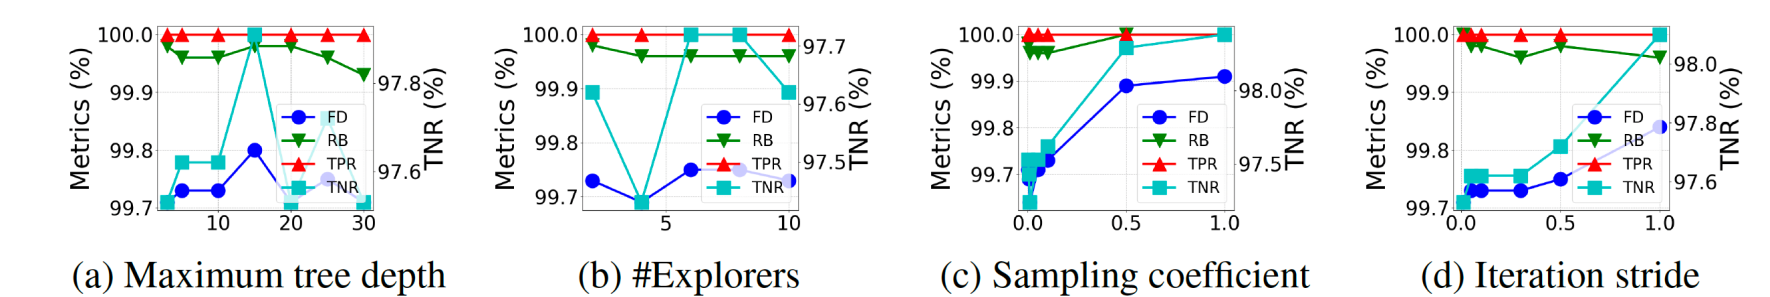 Metrics (%)
100.0
99.9
99.8
99.7
10
20
30
97.8
97.6
TNR (%)
FD
RB
TPR
TNR
(a) Maximum tree depth
Metrics (%)
100.0
99.9
99.8
99.7
5
10
97.7
97.6
97.5
TNR (%)
FD
RB
TPR
TNR
(b) #Explorers
Metrics (%)
100.0
99.9
99.8
99.7
0.0
0.5
1.0
98.0
97.5
TNR (%)
FD
RB
TPR
TNR
(c) Sampling coefficient
Metrics (%)
100.0
99.9
99.8
99.7
0.0
0.5
1.0
98.0
97.8
97.6
TNR (%)
FD
RB
TPR
TNR
(d) Iteration stride